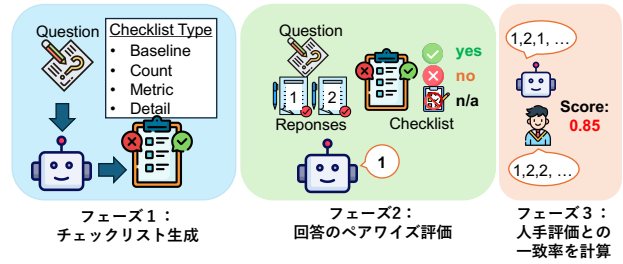 Question
Checklist Type
• Baseline
• Count
• Metric
• Detail
フェーズ1：
チェックリスト生成
Question
1
2
Reponses
yes
no
n/a
Checklist
1
フェーズ2：
回答のペアワイズ評価
1,2,1, …
Score:
0.85
1,2,2, …
フェーズ3：
人手評価との
一致率を計算